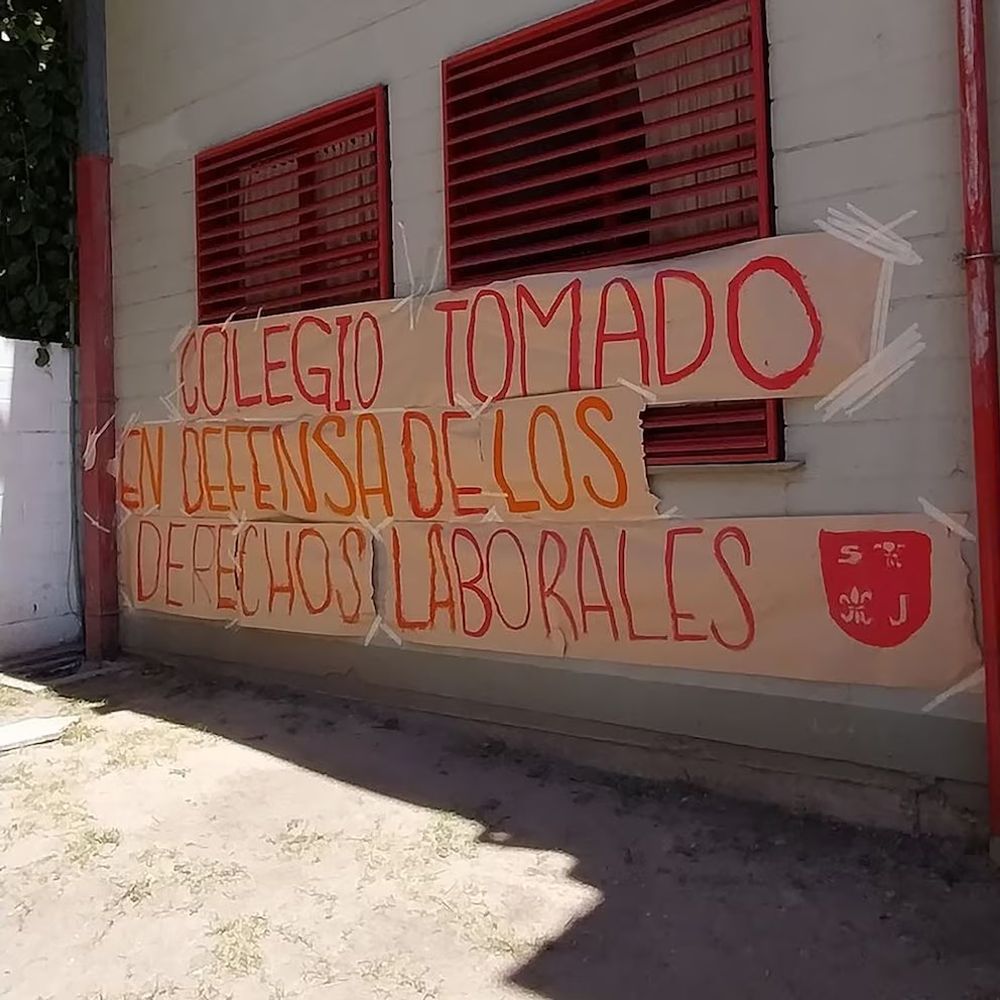 COLEGIO TOMADO
EN DEFENSA DE LOS
DERECHOS LABORALES
S
J